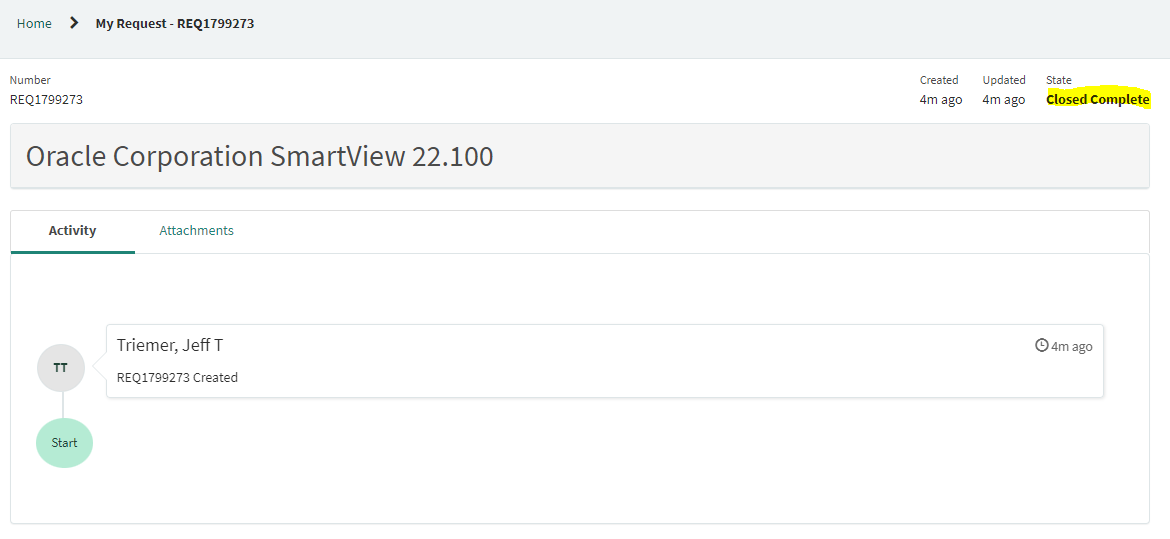 Home > My Request - REQ1799273
Number Created Updated State
REQ1799273 4m ago 4m ago Closed Complete
Oracle Corporation SmartView 22.100
Activity Attachments
Triemer, Jeff T 4m ago
TT
REQ1799273 Created
Start